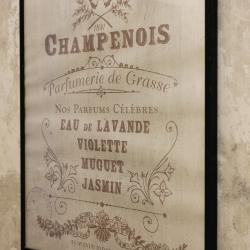 CHAMPENOIS
Parfumerie de Grasse
NOS PARFUMS CÉLÈBRES
EAU DE LAVANDE
VIOLETTE
MUGUET
JASMIN